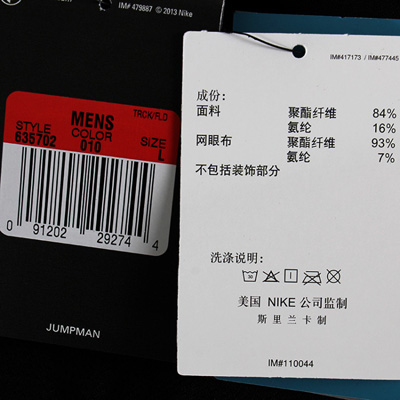 IM# 479887 © 2013 Nike
TRCK/FLD
MENS
STYLE COLOR SIZE
635702 010 L
0 91202 29274 4
JUMPMAN
IM#417173 / IM#477445
成份：
面料 聚酯纤维 84%
氨纶 16%
网眼布 聚酯纤维 93%
氨纶 7%
不包括装饰部分
洗涤说明：
美国 NIKE 公司监制
斯里兰卡制
IM#110044